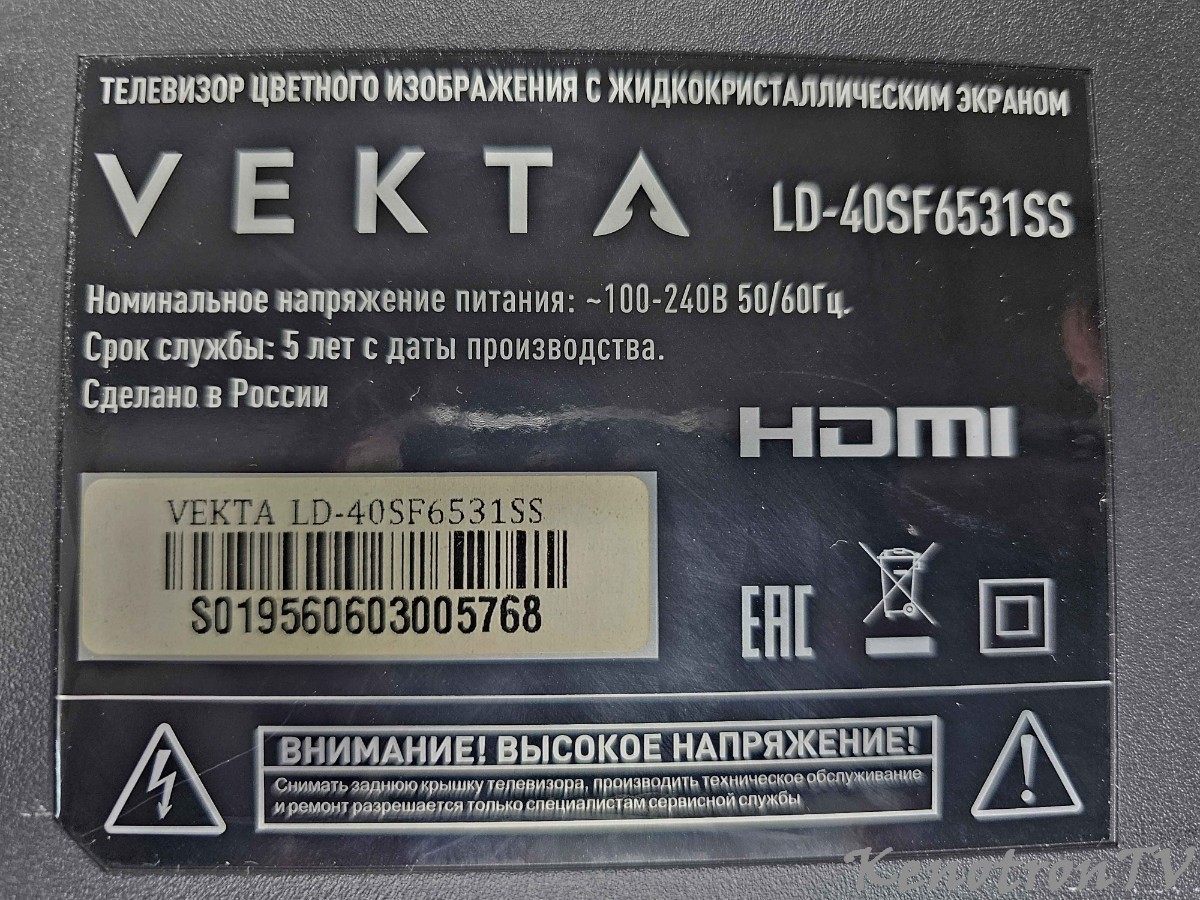 ТЕЛЕВИЗОР ЦВЕТНОГО ИЗОБРАЖЕНИЯ С ЖИДКОКРИСТАЛЛИЧЕСКИМ ЭКРАНОМ
VEKTA LD-40SF6531SS
Номинальное напряжение питания: ~100-240В 50/60Гц.
Срок службы: 5 лет с даты производства.
Сделано в России
HDMI
VEKTA LD-40SF6531SS
S019560603005768
EAC
ВНИМАНИЕ! ВЫСОКОЕ НАПРЯЖЕНИЕ!
Снимать заднюю крышку телевизора, производить техническое обслуживание
и ремонт разрешается только специалистам сервисной службы
KenotronTV